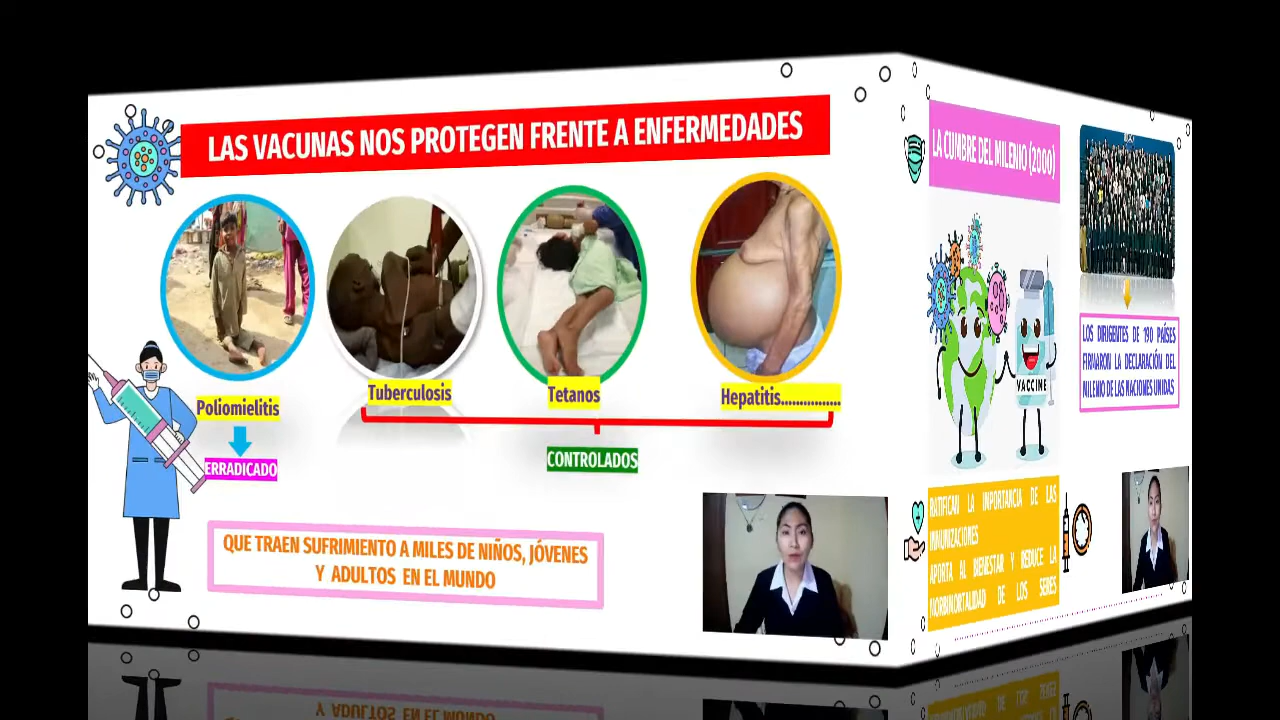 LAS VACUNAS NOS PROTEGEN FRENTE A ENFERMEDADES
Poliomielitis
Tuberculosis
Tetanos
Hepatitis...............
ERRADICADO
CONTROLADOS
QUE TRAEN SUFRIMIENTO A MILES DE NIÑOS, JÓVENES
Y ADULTOS EN EL MUNDO
LA CUMBRE DEL MILENIO (2000)
VACCINE
LOS DIRIGENTES DE 190 PAÍSES
FIRMARON LA DECLARACIÓN DEL
MILENIO DE LAS NACIONES UNIDAS
RATIFICAN LA IMPORTANCIA DE LAS
INMUNIZACIONES
APORTA AL BIENESTAR Y REDUCE LA
MORBIMORTALIDAD DE LOS SERES